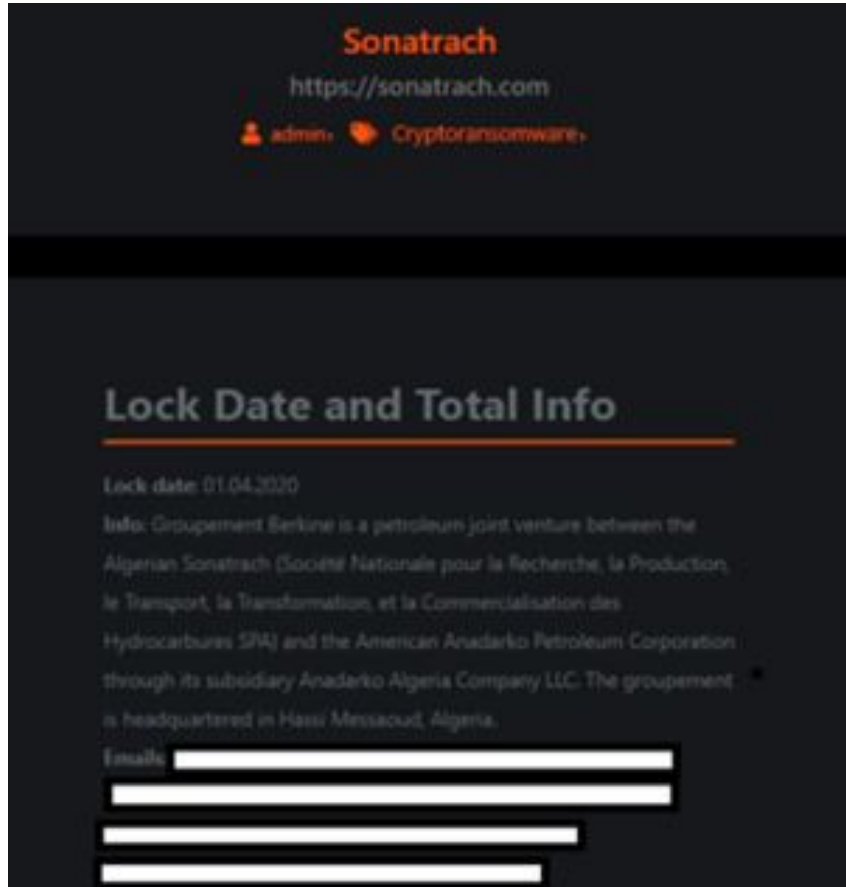 Sonatrach
https://sonatrach.com
admin, Cryptoransomware,
Lock Date and Total Info
Lock date: 01.04.2020
Info: Groupement Berkine is a petroleum joint venture between the
Algerian Sonatrach (Société Nationale pour la Recherche, la Production,
le Transport, la Transformation, et la Commercialisation des
Hydrocarbures SPA) and the American Anadarko Petroleum Corporation
through its subsidiary Anadarko Algeria Company LLC. The groupement
is headquartered in Hassi Messaoud, Algeria.
Emails: